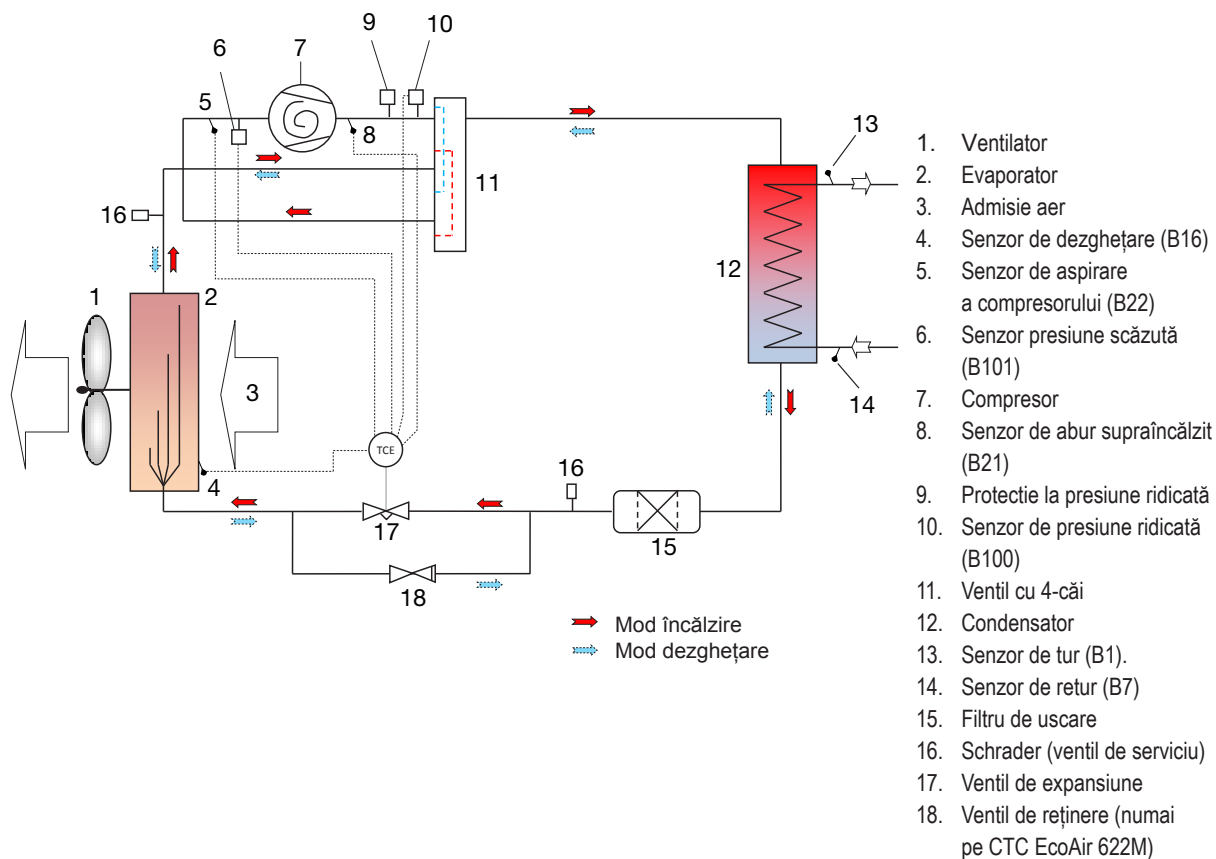 9
10
7
6
5
8
13
11
16
12
1
2
3
14
4
TCE
16
17
15
18
Mod încălzire
Mod dezghețare
1. Ventilator
2. Evaporator
3. Admisie aer
4. Senzor de dezghețare (B16)
5. Senzor de aspirare
a compresorului (B22)
6. Senzor presiune scăzută
(B101)
7. Compresor
8. Senzor de abur supraîncălzit
(B21)
9. Protectie la presiune ridicată
10. Senzor de presiune ridicată
(B100)
11. Ventil cu 4-căi
12. Condensator
13. Senzor de tur (B1).
14. Senzor de retur (B7)
15. Filtru de uscare
16. Schrader (ventil de serviciu)
17. Ventil de expansiune
18. Ventil de reținere (numai
pe CTC EcoAir 622M)